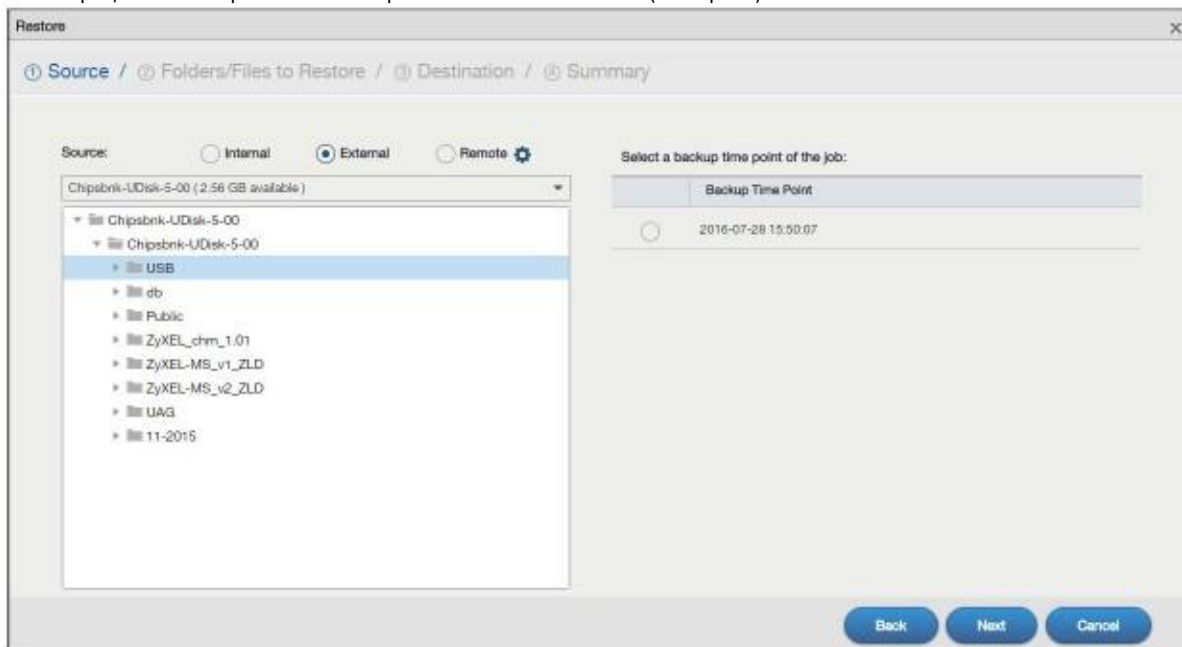 Restore
① Source / ② Folders/Files to Restore / ③ Destination / ④ Summary
Source: Internal External Remote
Select a backup time point of the job:
Chipsbnk-UDisk-5-00 ( 2.56 GB available )
Backup Time Point
2016-07-28 15:50:07
Chipsbnk-UDisk-5-00
Chipsbnk-UDisk-5-00
USB
db
Public
ZyXEL_chm_1.01
ZyXEL-MS_v1_ZLD
ZyXEL-MS_v2_ZLD
UAG
11-2015
Back Next Cancel